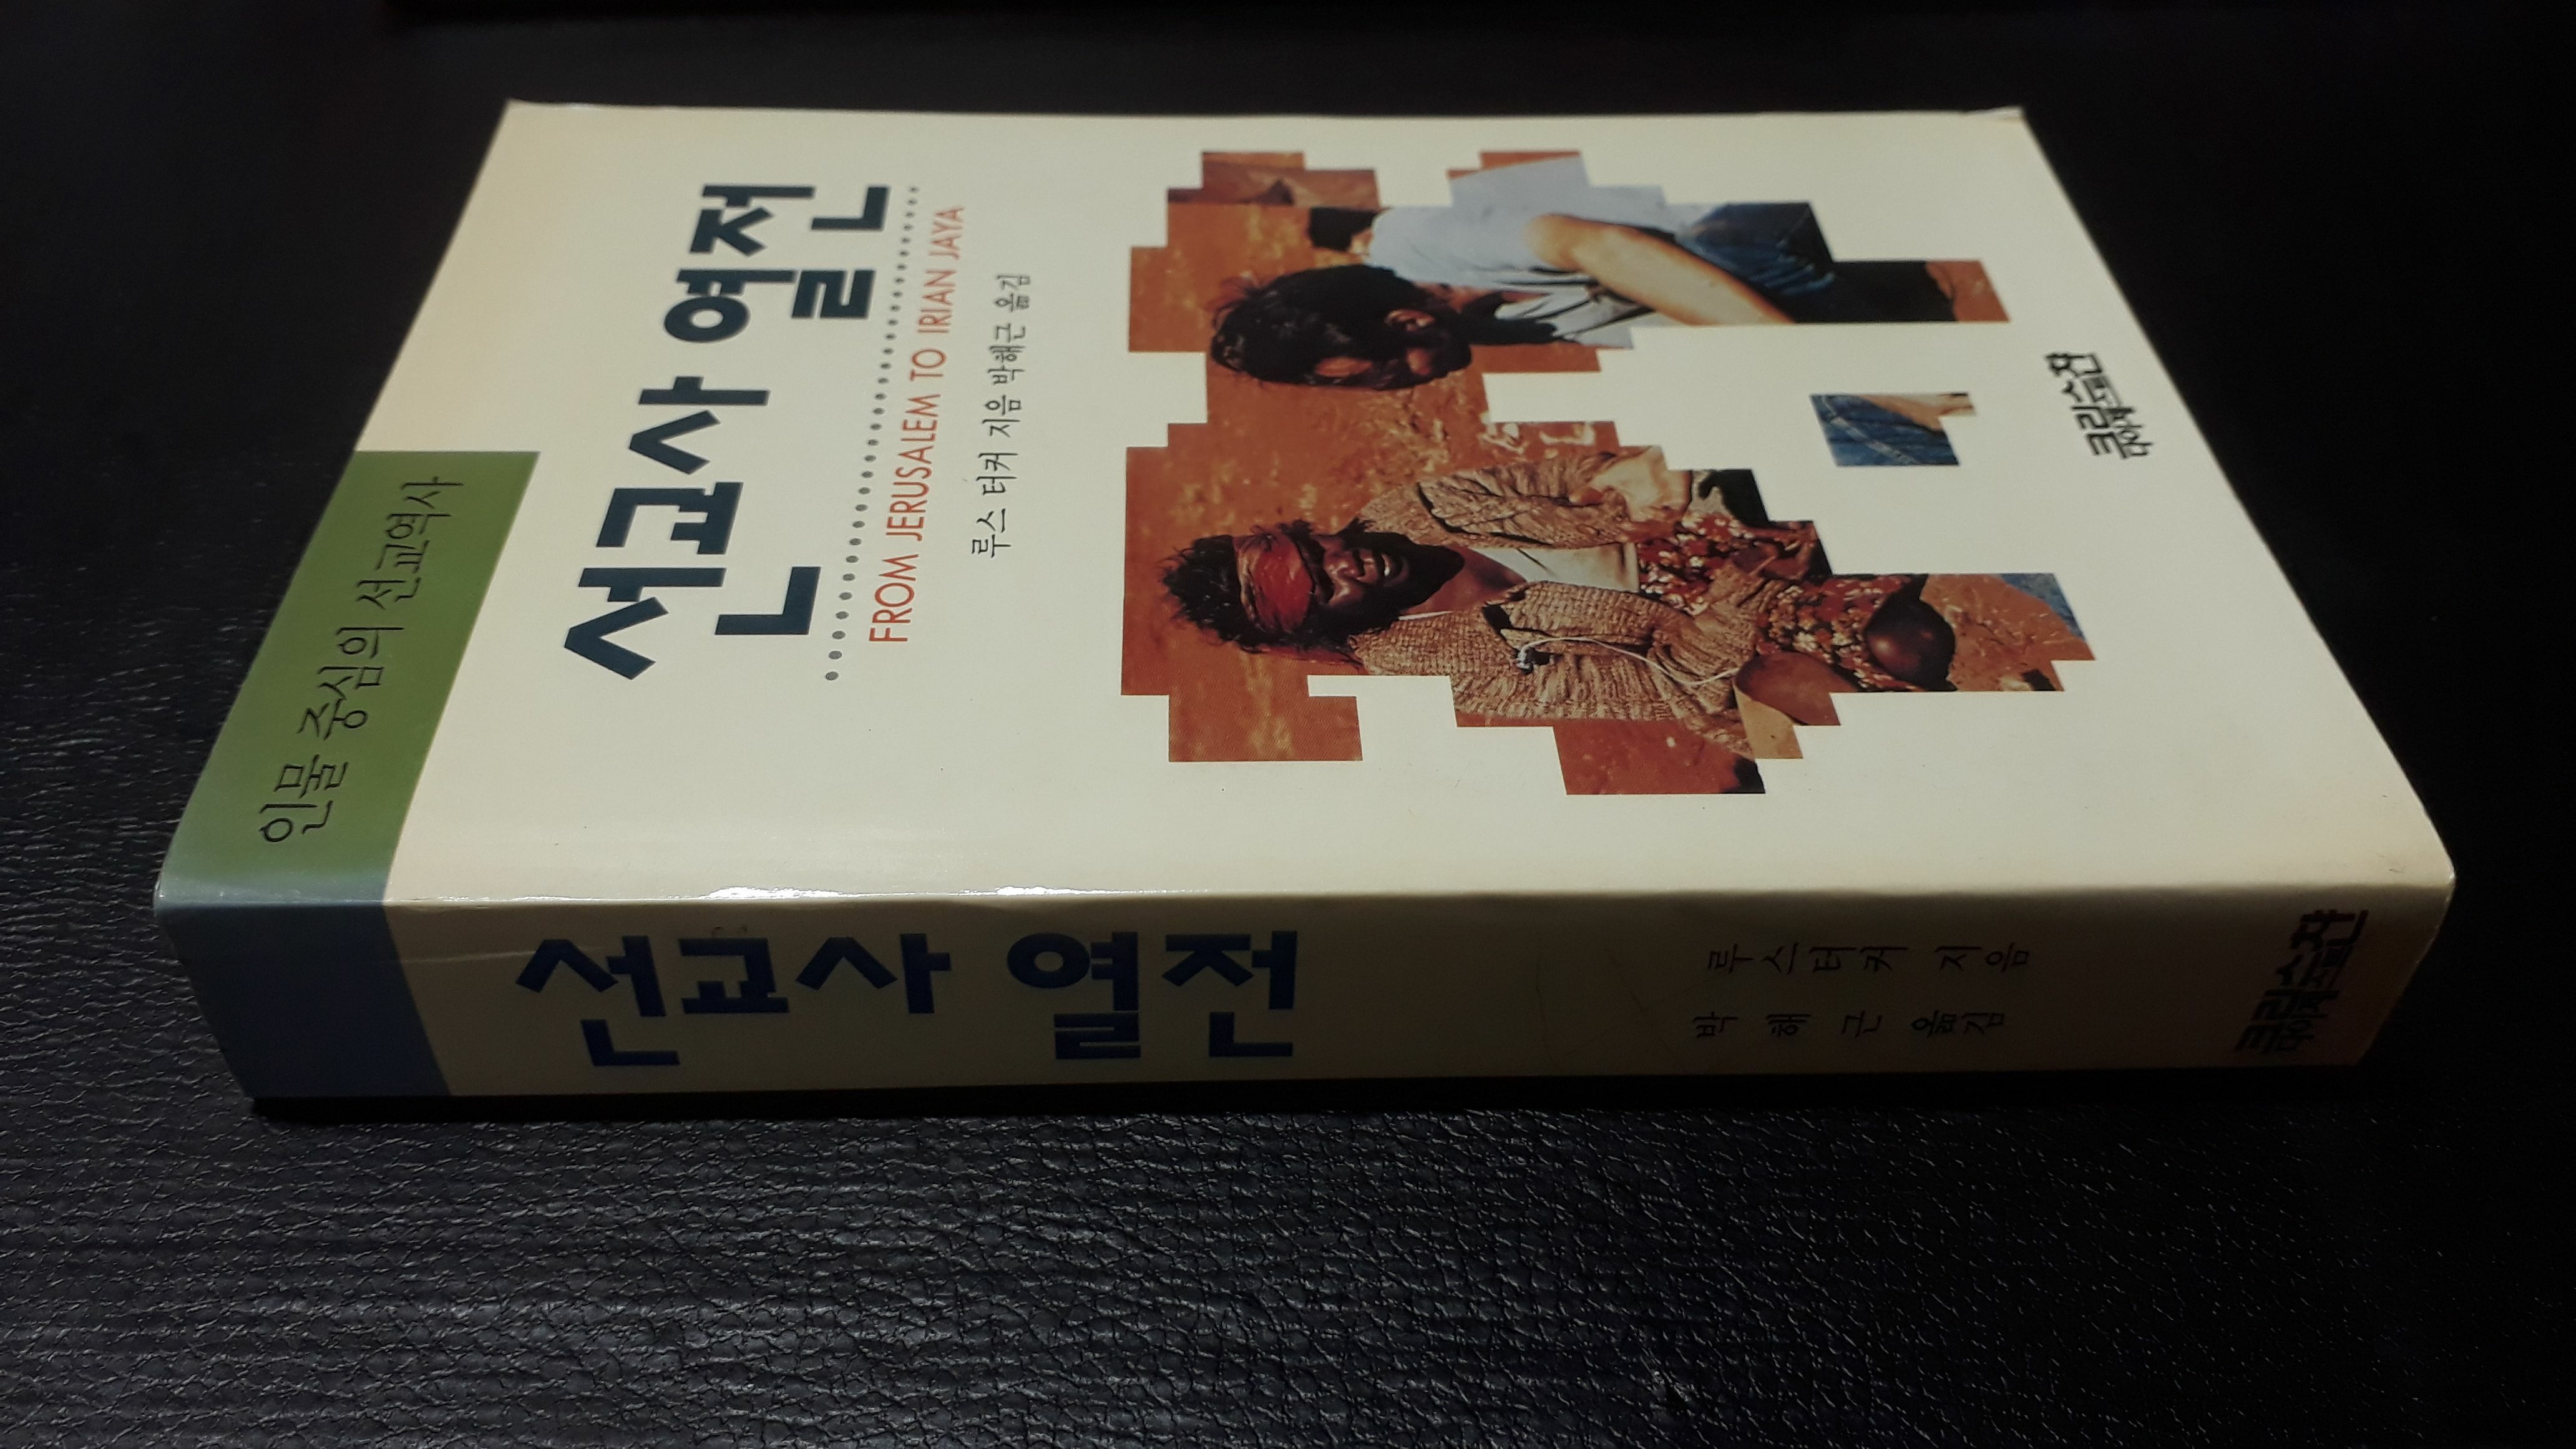 인물 중심의 선교역사
선교사 열전
FROM JERUSALEM TO IRIAN JAYA
루스 터커 지음 박해근 옮김
크리스챤
다이제스트
선교사 열전
루스터커 지음
박 해 근 옮김
크리스챤
다이제스트